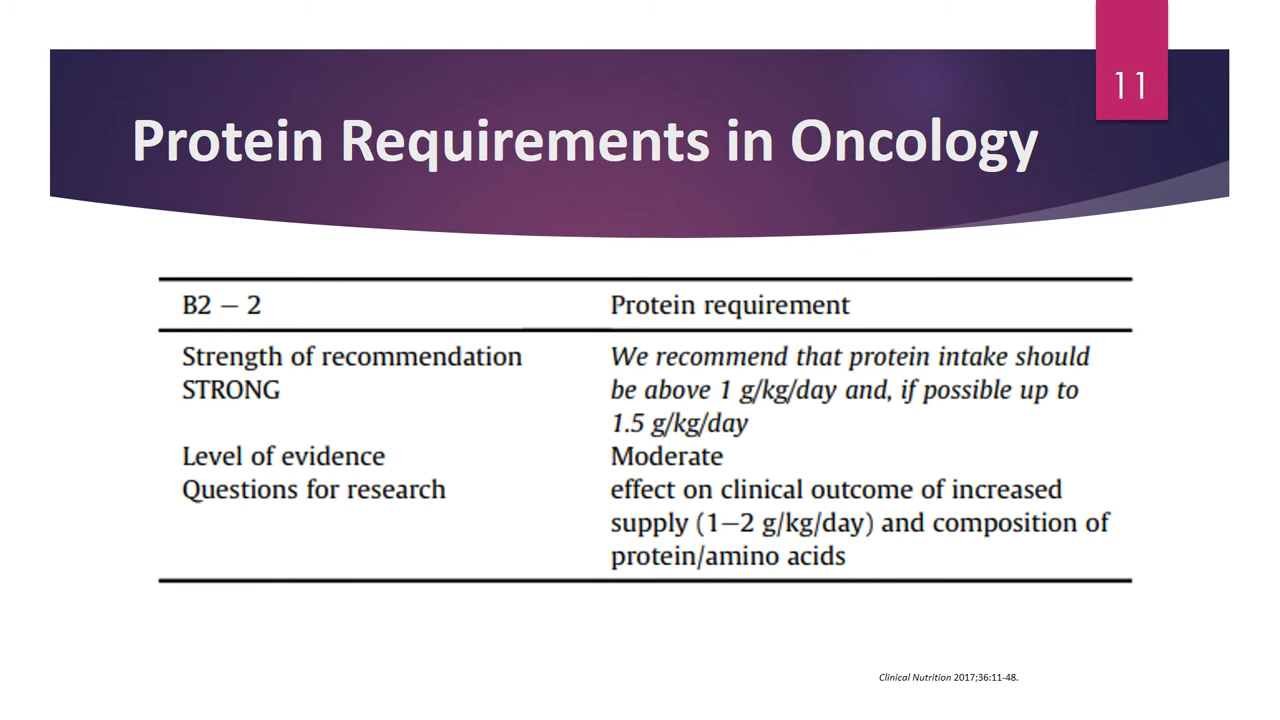 11
Protein Requirements in Oncology
B2 – 2 Protein requirement
Strength of recommendation We recommend that protein intake should
STRONG be above 1 g/kg/day and, if possible up to
1.5 g/kg/day
Level of evidence Moderate
Questions for research effect on clinical outcome of increased
supply (1–2 g/kg/day) and composition of
protein/amino acids
Clinical Nutrition 2017;36:11-48.